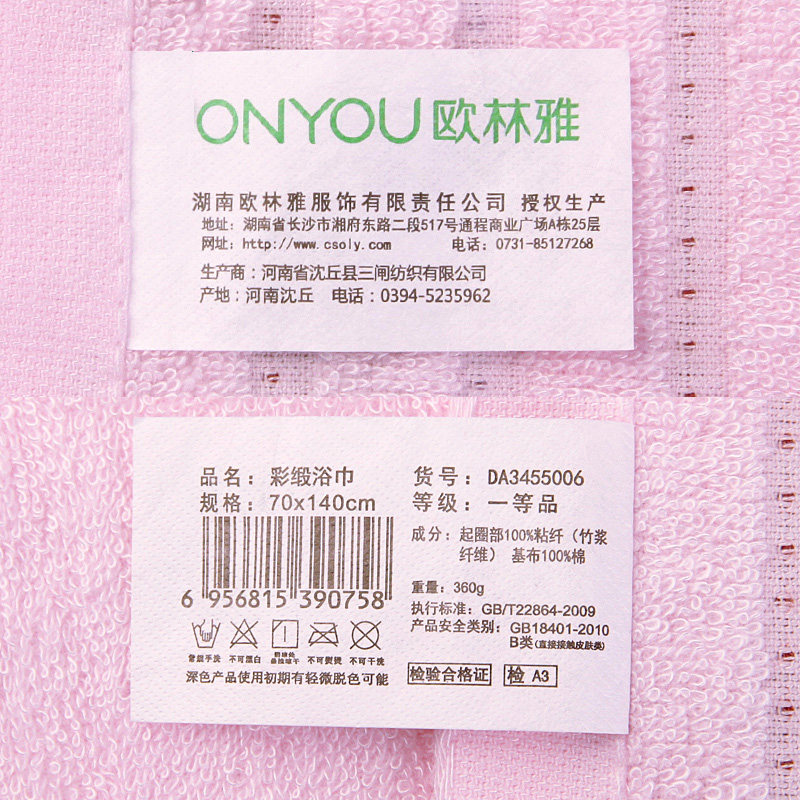 ONYOU欧林雅
湖南欧林雅服饰有限责任公司 授权生产
地址：湖南省长沙市湘府东路二段517号通程商业广场A栋25层
网址：http://www.csoly.com 电话：0731-85127268
生产商：河南省沈丘县三闸纺织有限公司
产地：河南沈丘 电话：0394-5235962
品名：彩缎浴巾 货号：DA3455006
规格：70x140cm 等级：一等品
成分：起圈部100%粘纤（竹浆
纤维） 基布100%棉
重量：360g
6 956815 390758
执行标准：GB/T22864-2009
产品安全类别：GB18401-2010
B类(直接接触皮肤类)
常温手洗 不可漂白 不可熨烫 不可干洗
深色产品使用初期有轻微脱色可能
检验合格证 检 A3